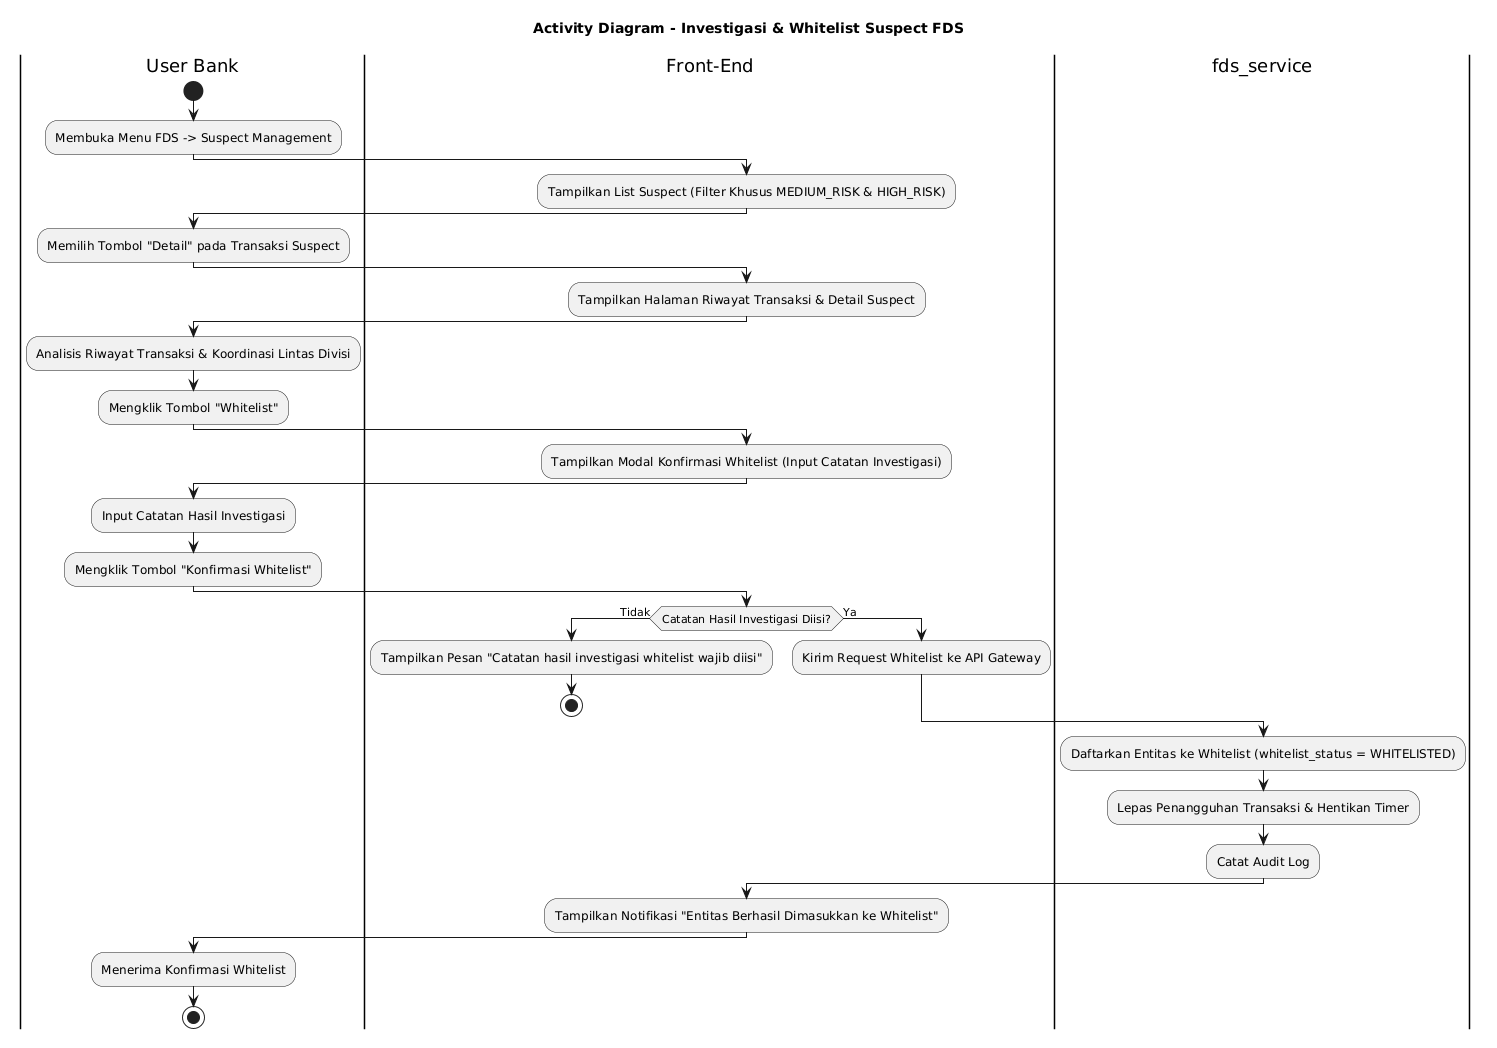 Activity Diagram - Investigasi & Whitelist Suspect FDS
User Bank
Front-End
fds_service
Membuka Menu FDS -> Suspect Management
Tampilkan List Suspect (Filter Khusus MEDIUM_RISK & HIGH_RISK)
Memilih Tombol "Detail" pada Transaksi Suspect
Tampilkan Halaman Riwayat Transaksi & Detail Suspect
Analisis Riwayat Transaksi & Koordinasi Lintas Divisi
Mengklik Tombol "Whitelist"
Tampilkan Modal Konfirmasi Whitelist (Input Catatan Investigasi)
Input Catatan Hasil Investigasi
Mengklik Tombol "Konfirmasi Whitelist"
Tidak
Catatan Hasil Investigasi Diisi?
Ya
Tampilkan Pesan "Catatan hasil investigasi whitelist wajib diisi"
Kirim Request Whitelist ke API Gateway
Daftarkan Entitas ke Whitelist (whitelist_status = WHITELISTED)
Lepas Penangguhan Transaksi & Hentikan Timer
Catat Audit Log
Tampilkan Notifikasi "Entitas Berhasil Dimasukkan ke Whitelist"
Menerima Konfirmasi Whitelist